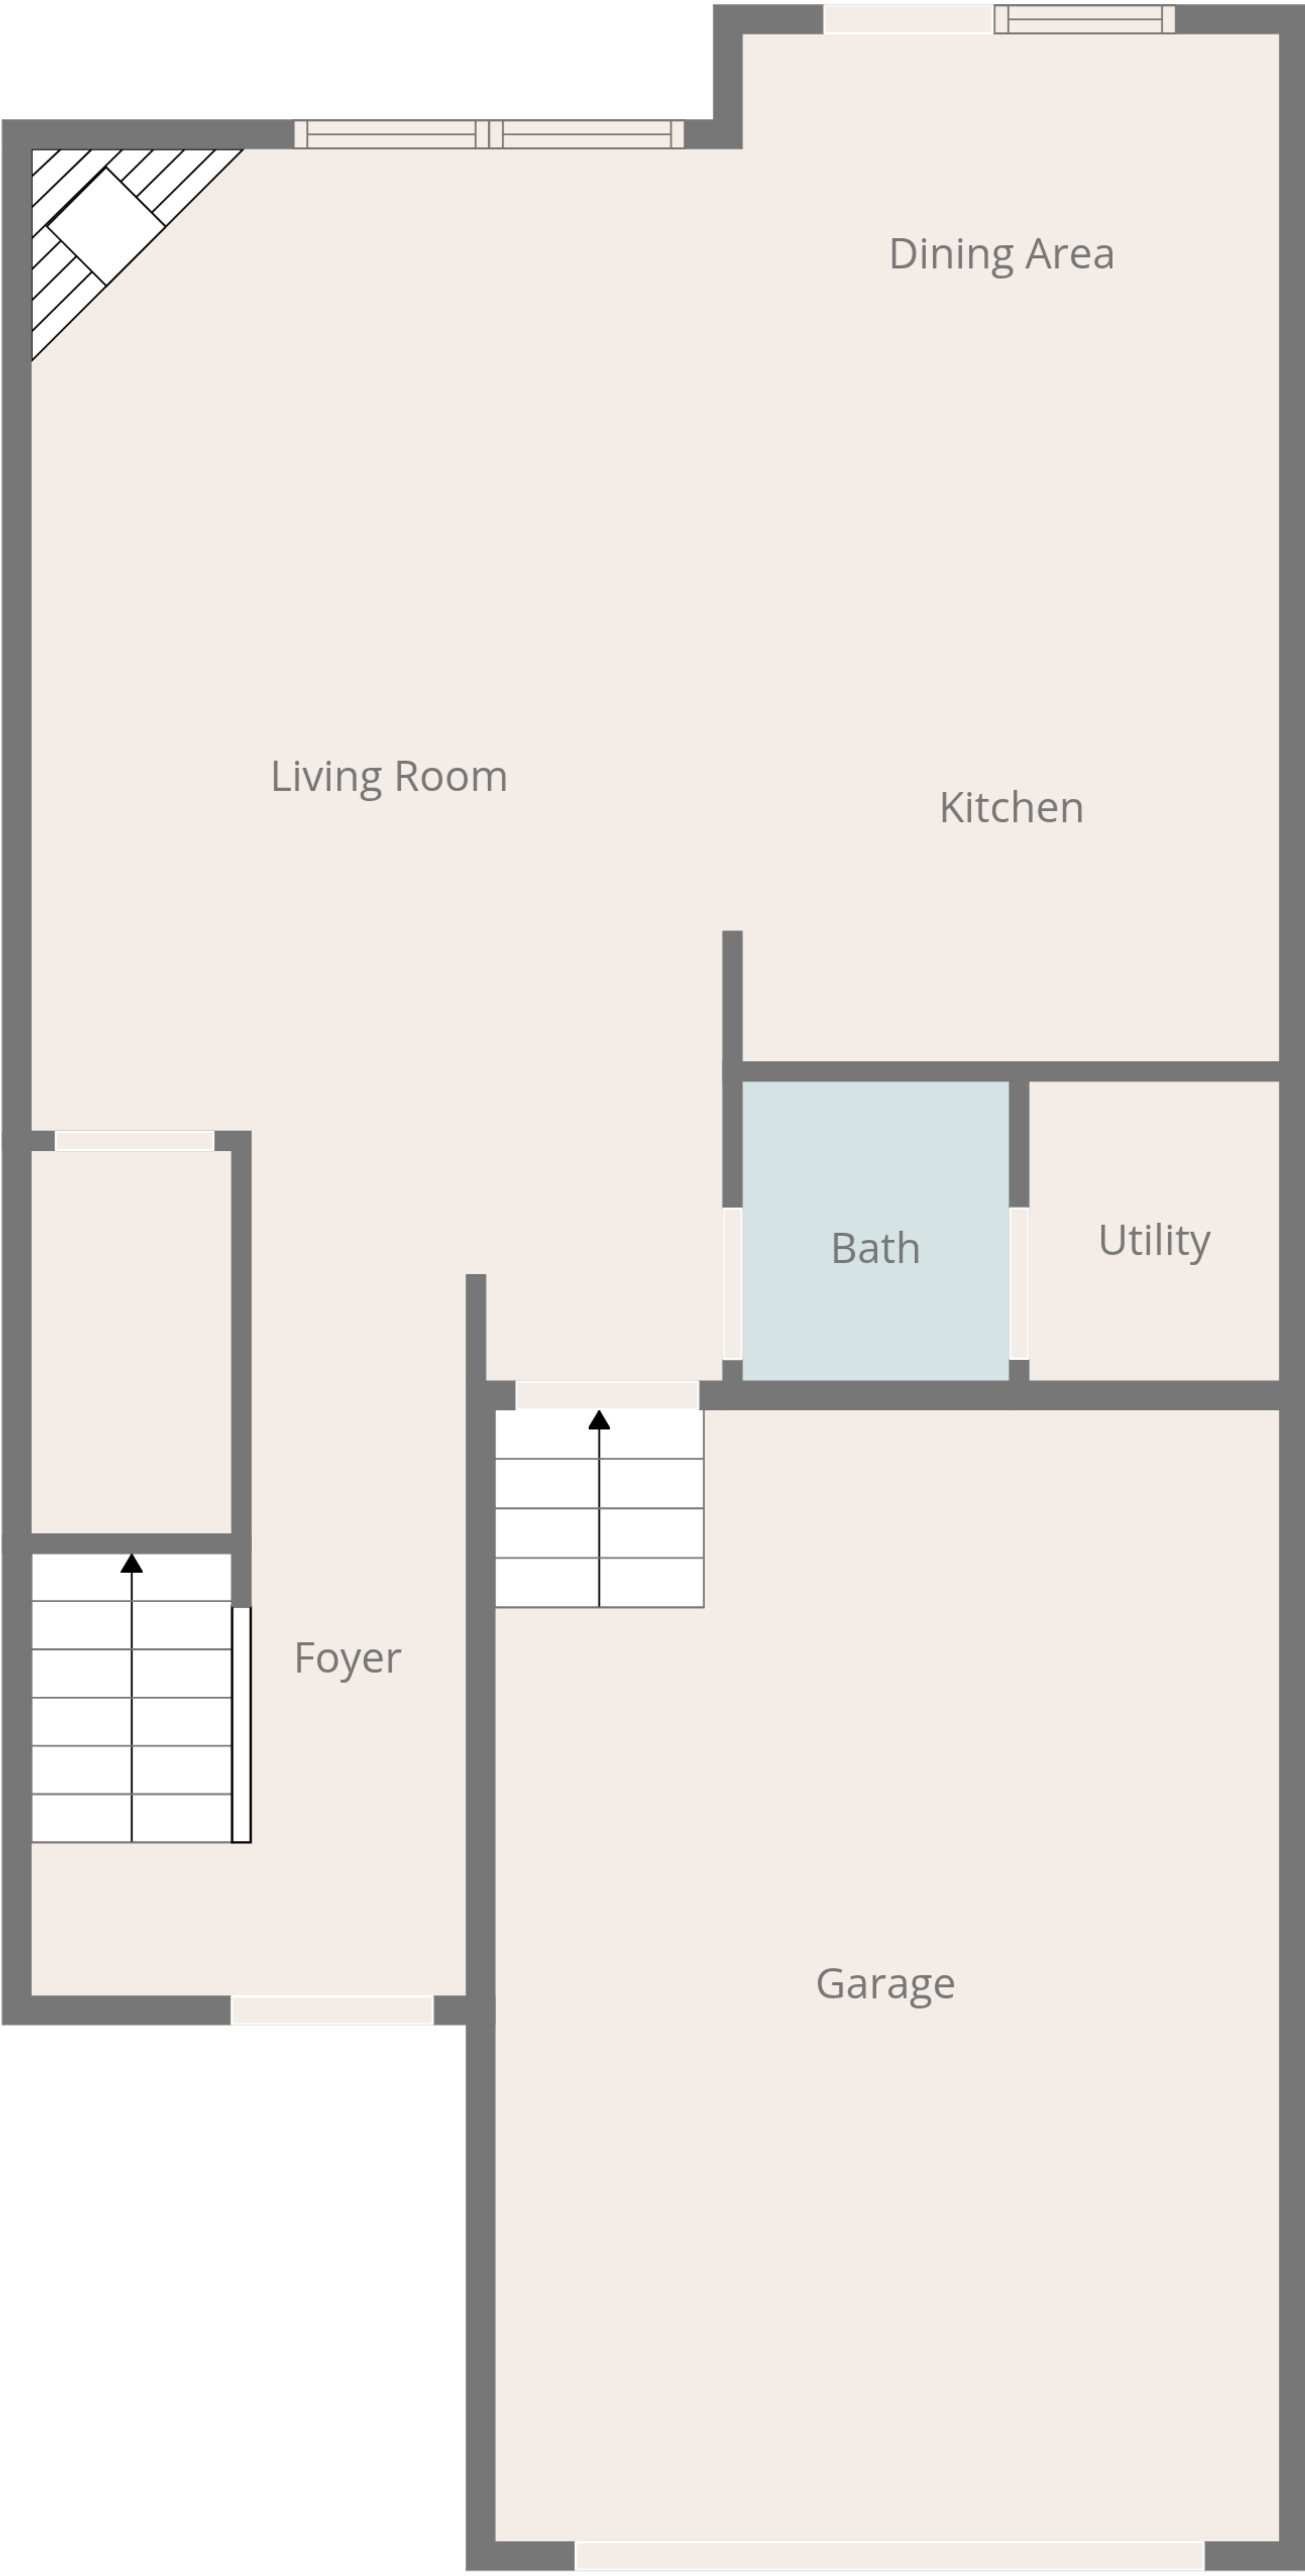 Dining Area
Living Room
Kitchen
Bath
Utility
Foyer
Garage